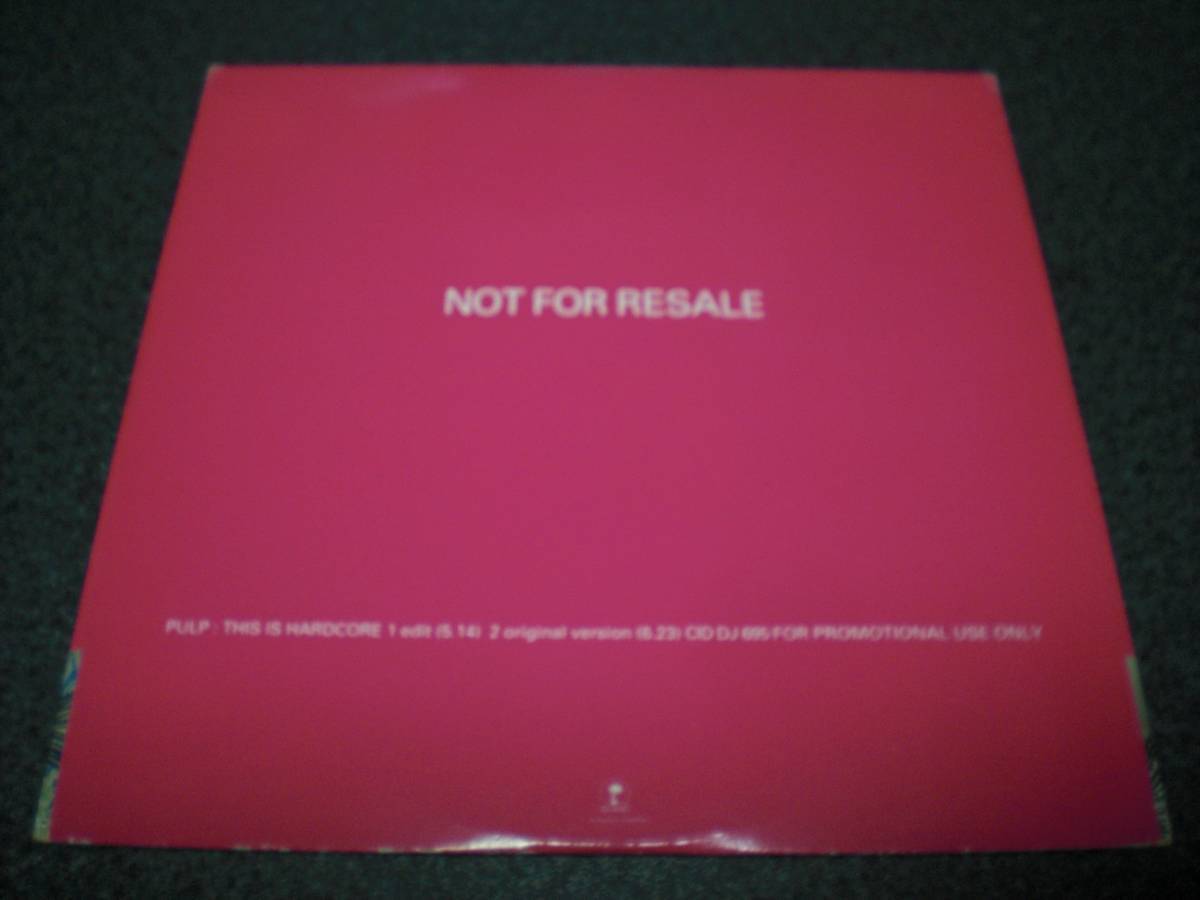 NOT FOR RESALE
PULP : THIS IS HARDCORE 1 edit (5.14) 2 original version (6.23) CID DJ 695/FOR PROMOTIONAL USE ONLY